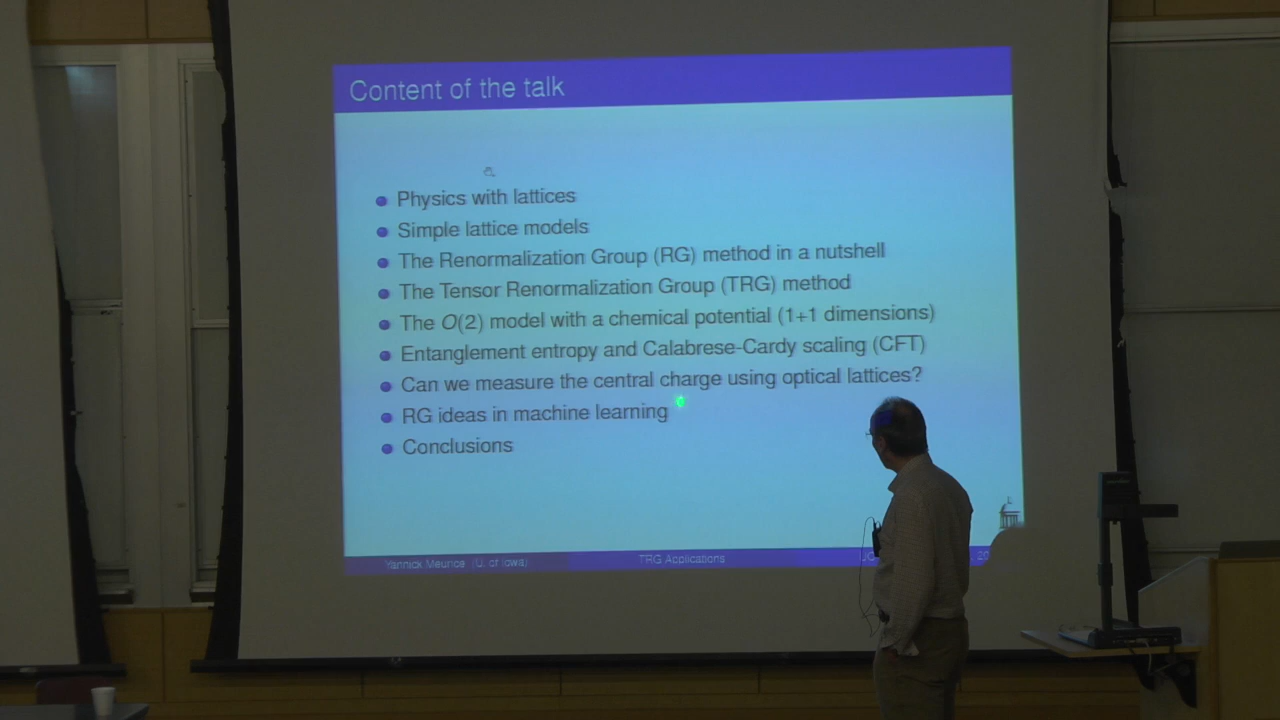 Content of the talk
Physics with lattices
Simple lattice models
The Renormalization Group (RG) method in a nutshell
The Tensor Renormalization Group (TRG) method
The O(2) model with a chemical potential (1+1 dimensions)
Entanglement entropy and Calabrese-Cardy scaling (CFT)
Can we measure the central charge using optical lattices?
RG ideas in machine learning
Conclusions
Yannick Meurice (U. of Iowa) TRG Applications